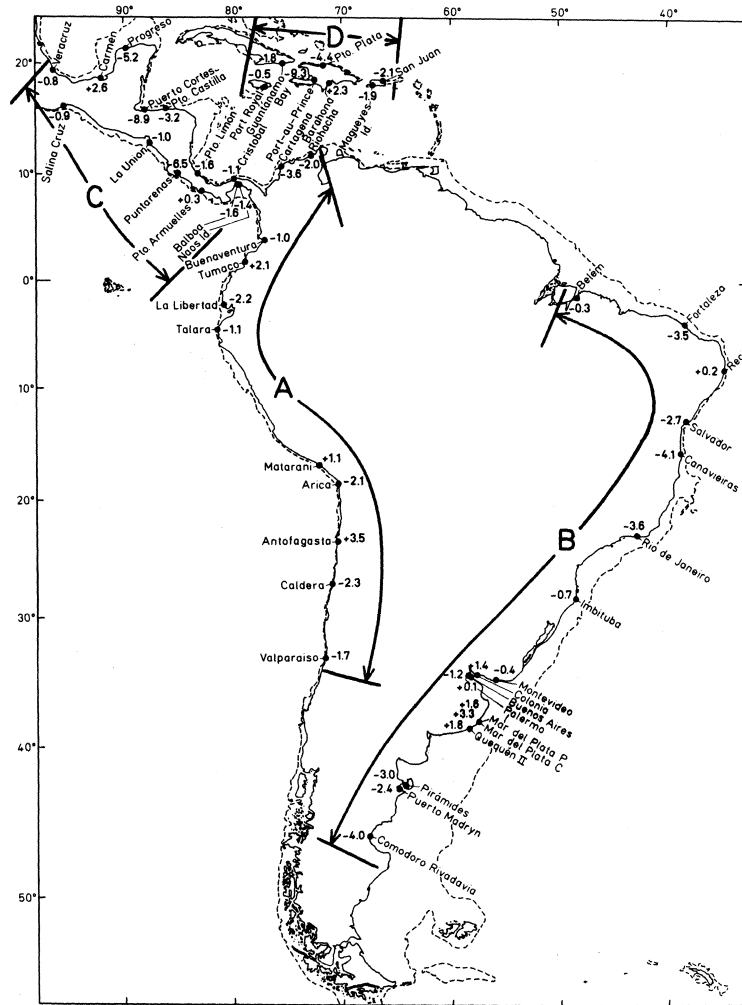 90°
80°
70°
60°
50°
40°
20°
10°
0°
10°
20°
30°
40°
50°
D
C
A
B
Veracruz
-0.8
Carmen
+2.6
Progreso
-5.2
Puerto Cortes
-8.9
Pto. Castilla
-3.2
Pto. Limón
-1.6
Cristobal
-1.1
Port Royal
-0.5
Guantánamo Bay
-1.8
Port-au-Prince
-9.3
Pto. Plata
-4.4
Barahona
+2.3
San Juan
-2.1
Magueyes Id.
-1.9
Cartagena
-3.6
Riohacha
-2.0
Salina Cruz
-0.9
La Union
-1.0
Puntarenas
-6.5
Pto. Armuelles
+0.3
Balboa
-1.6
Naos Id.
-1.4
Buenaventura
-1.0
Tumaco
+2.1
La Libertad
-2.2
Talara
-1.1
Matarani
+1.1
Arica
-2.1
Antofagasta
+3.5
Caldera
-2.3
Valparaiso
-1.7
Belém
-0.3
Fortaleza
-3.5
Rec
+0.2
Salvador
-2.7
Canavieiras
-4.1
Rio de Janeiro
-3.6
Imbituba
-0.7
Montevideo
-0.4
Colonia
+1.4
Buenos Aires
-1.2
Palermo
+0.1
Mar del Plata P
+1.6
Mar del Plata C
+3.3
Quequén II
+1.8
Pirámides
-3.0
Puerto Madryn
-2.4
Comodoro Rivadavia
-4.0